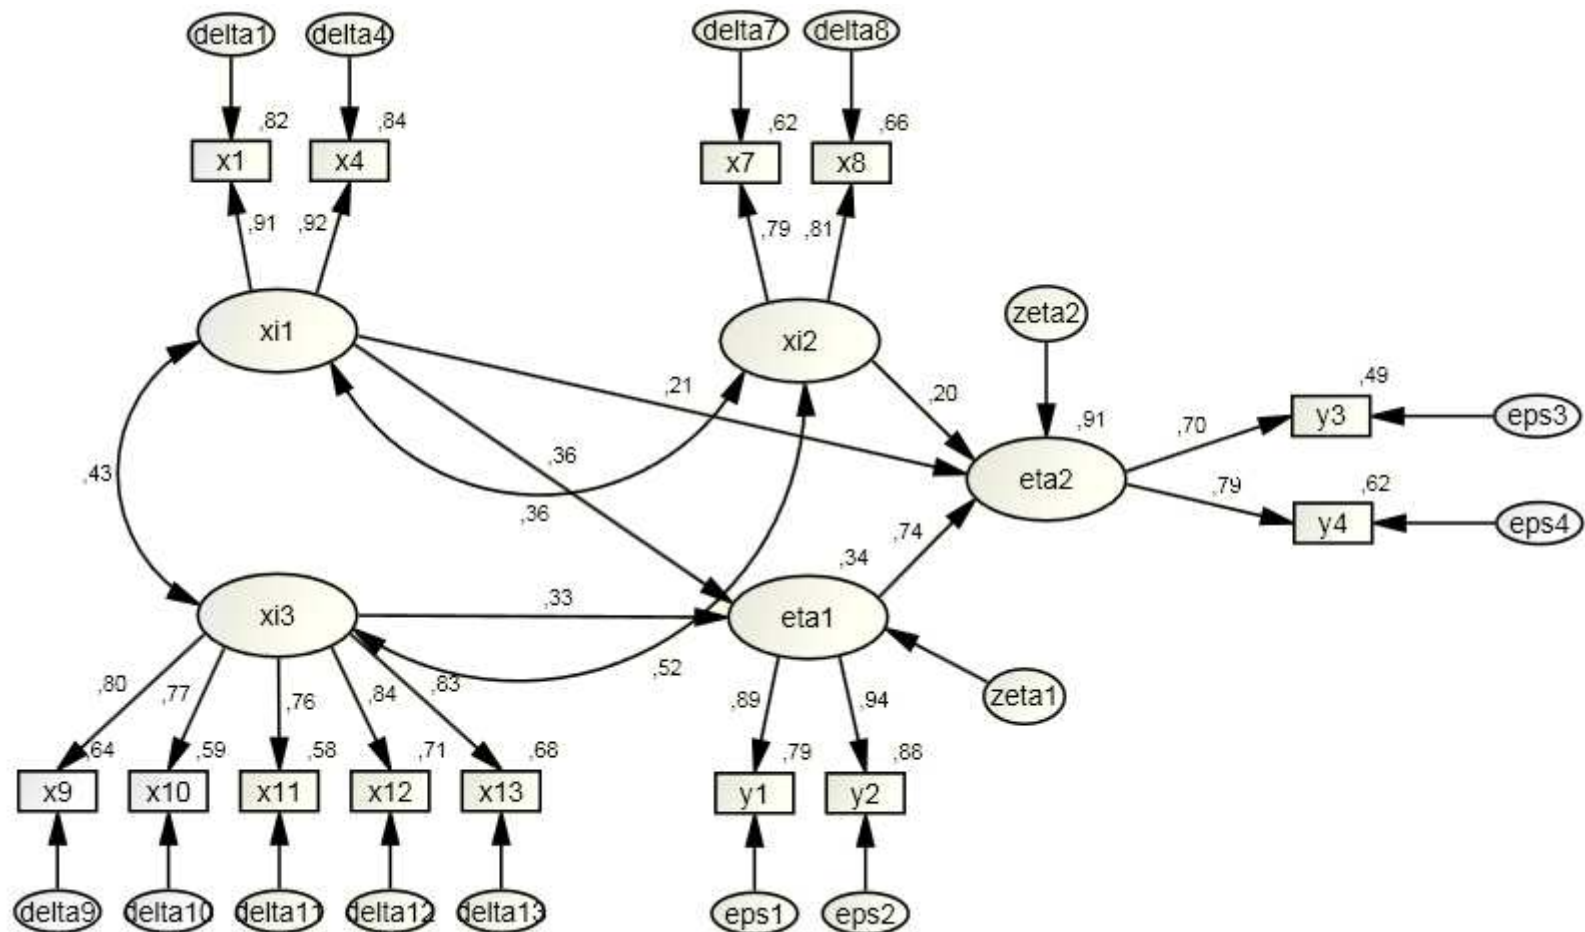 delta1
delta4
delta7
delta8
,82
,84
,62
,66
x1
x4
x7
x8
,91
,92
,79
,81
xi1
xi2
zeta2
,21
,20
,49
y3
eps3
,91
,70
,36
,43
eta2
,79
,62
,36
,74
y4
eps4
,34
xi3
,33
eta1
,52
zeta1
,80
,77
,76
,84
,83
,89
,94
,64
,59
,58
,71
,68
,79
,88
x9
x10
x11
x12
x13
y1
y2
delta9
delta10
delta11
delta12
delta13
eps1
eps2